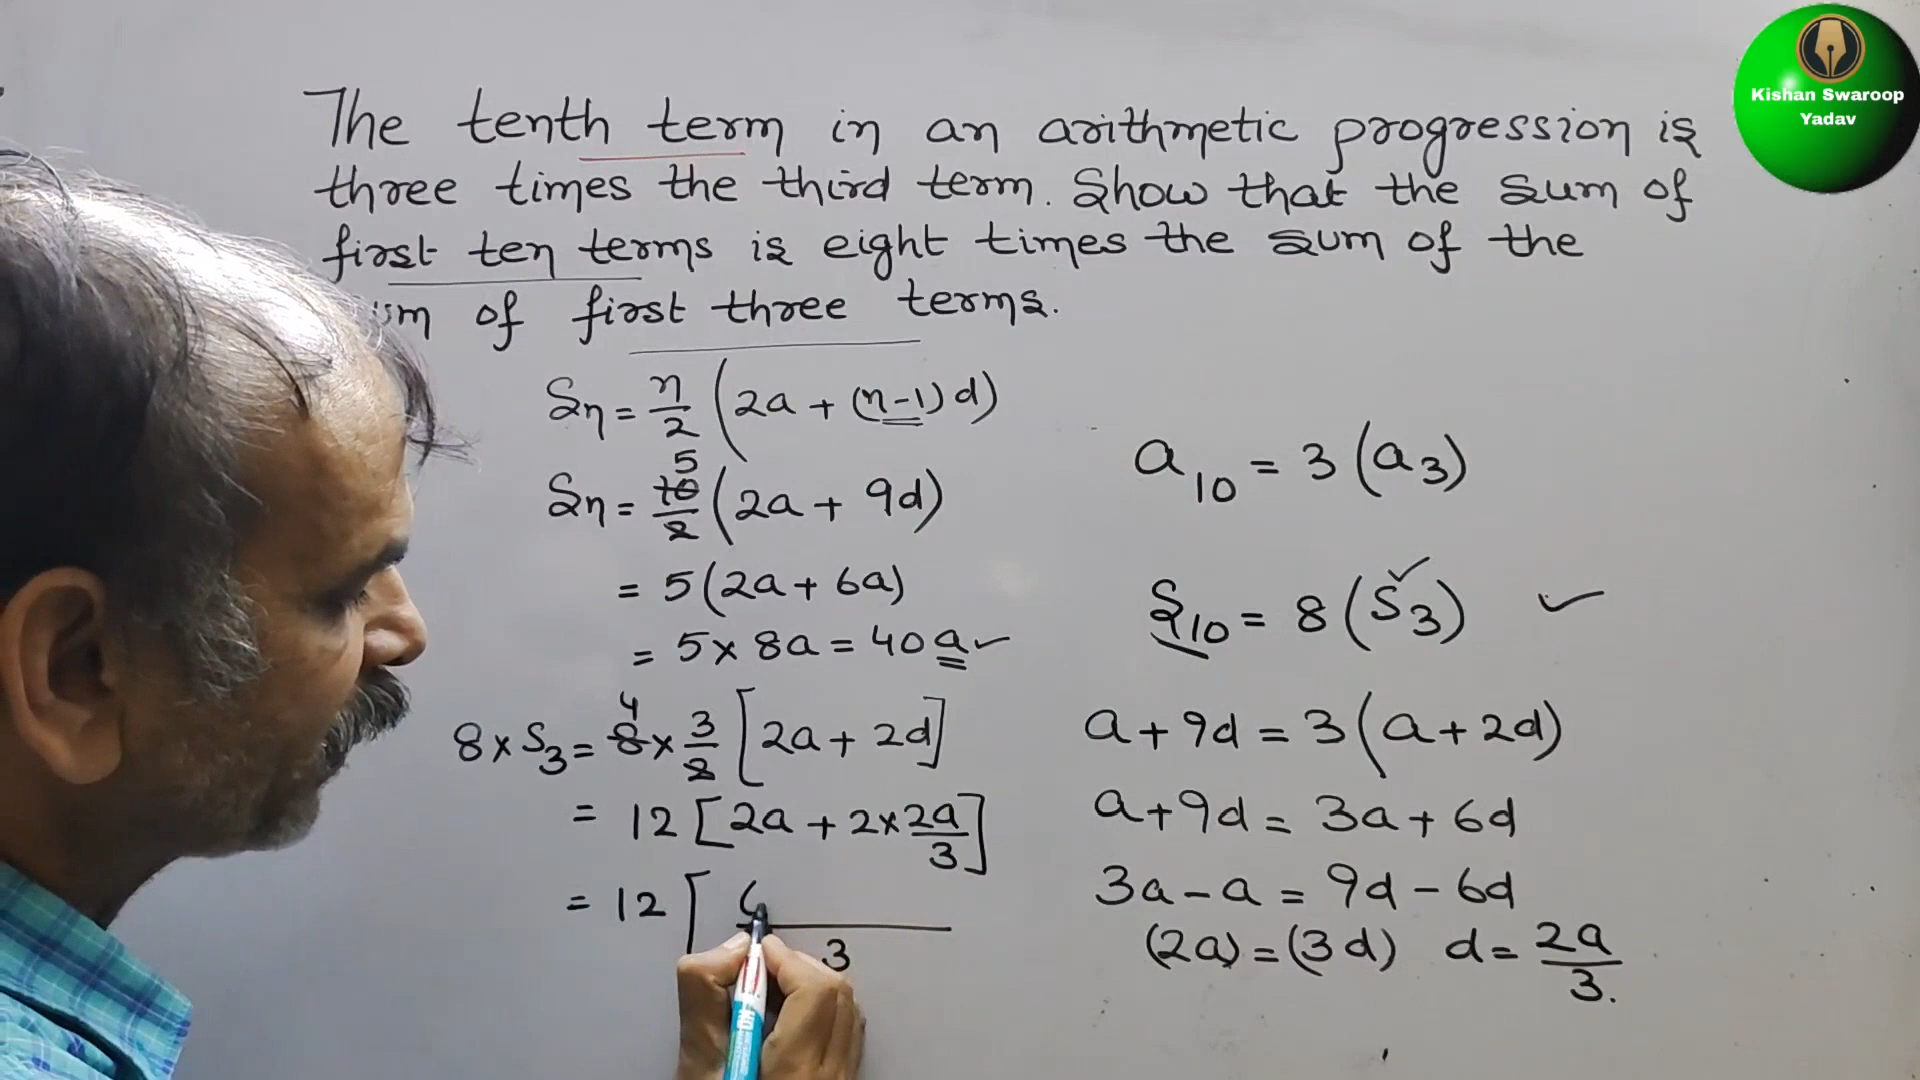 The tenth term in an arithmetic progression is
three times the third term. Show that the sum of
first ten terms is eight times the sum of the
of first three terms.
Sn = n/2 (2a + (n-1)d)
5
Sn = 10/2 (2a + 9d)
= 5(2a + 6a)
= 5 × 8a = 40a ✓
4
8 × S₃ = 8 × 3/2 [2a + 2d]
= 12 [2a + 2 × 2a/3]
= 12 [ 6 /3
a₁₀ = 3 (a₃)
S₁₀ = 8 (S₃) ✓
a + 9d = 3 (a + 2d)
a + 9d = 3a + 6d
3a - a = 9d - 6d
(2a) = (3d) d = 2a/3.
Kishan Swaroop
Yadav